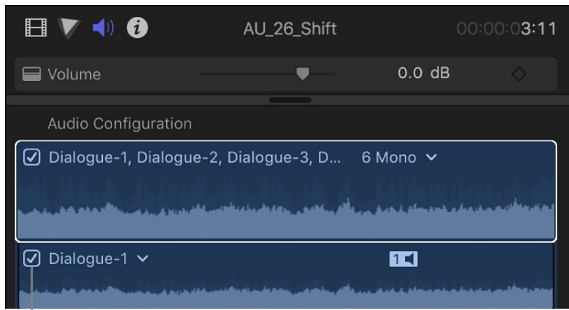 AU_26_Shift 00:00:03:11
Volume 0.0 dB
Audio Configuration
Dialogue-1, Dialogue-2, Dialogue-3, D... 6 Mono
Dialogue-1 1